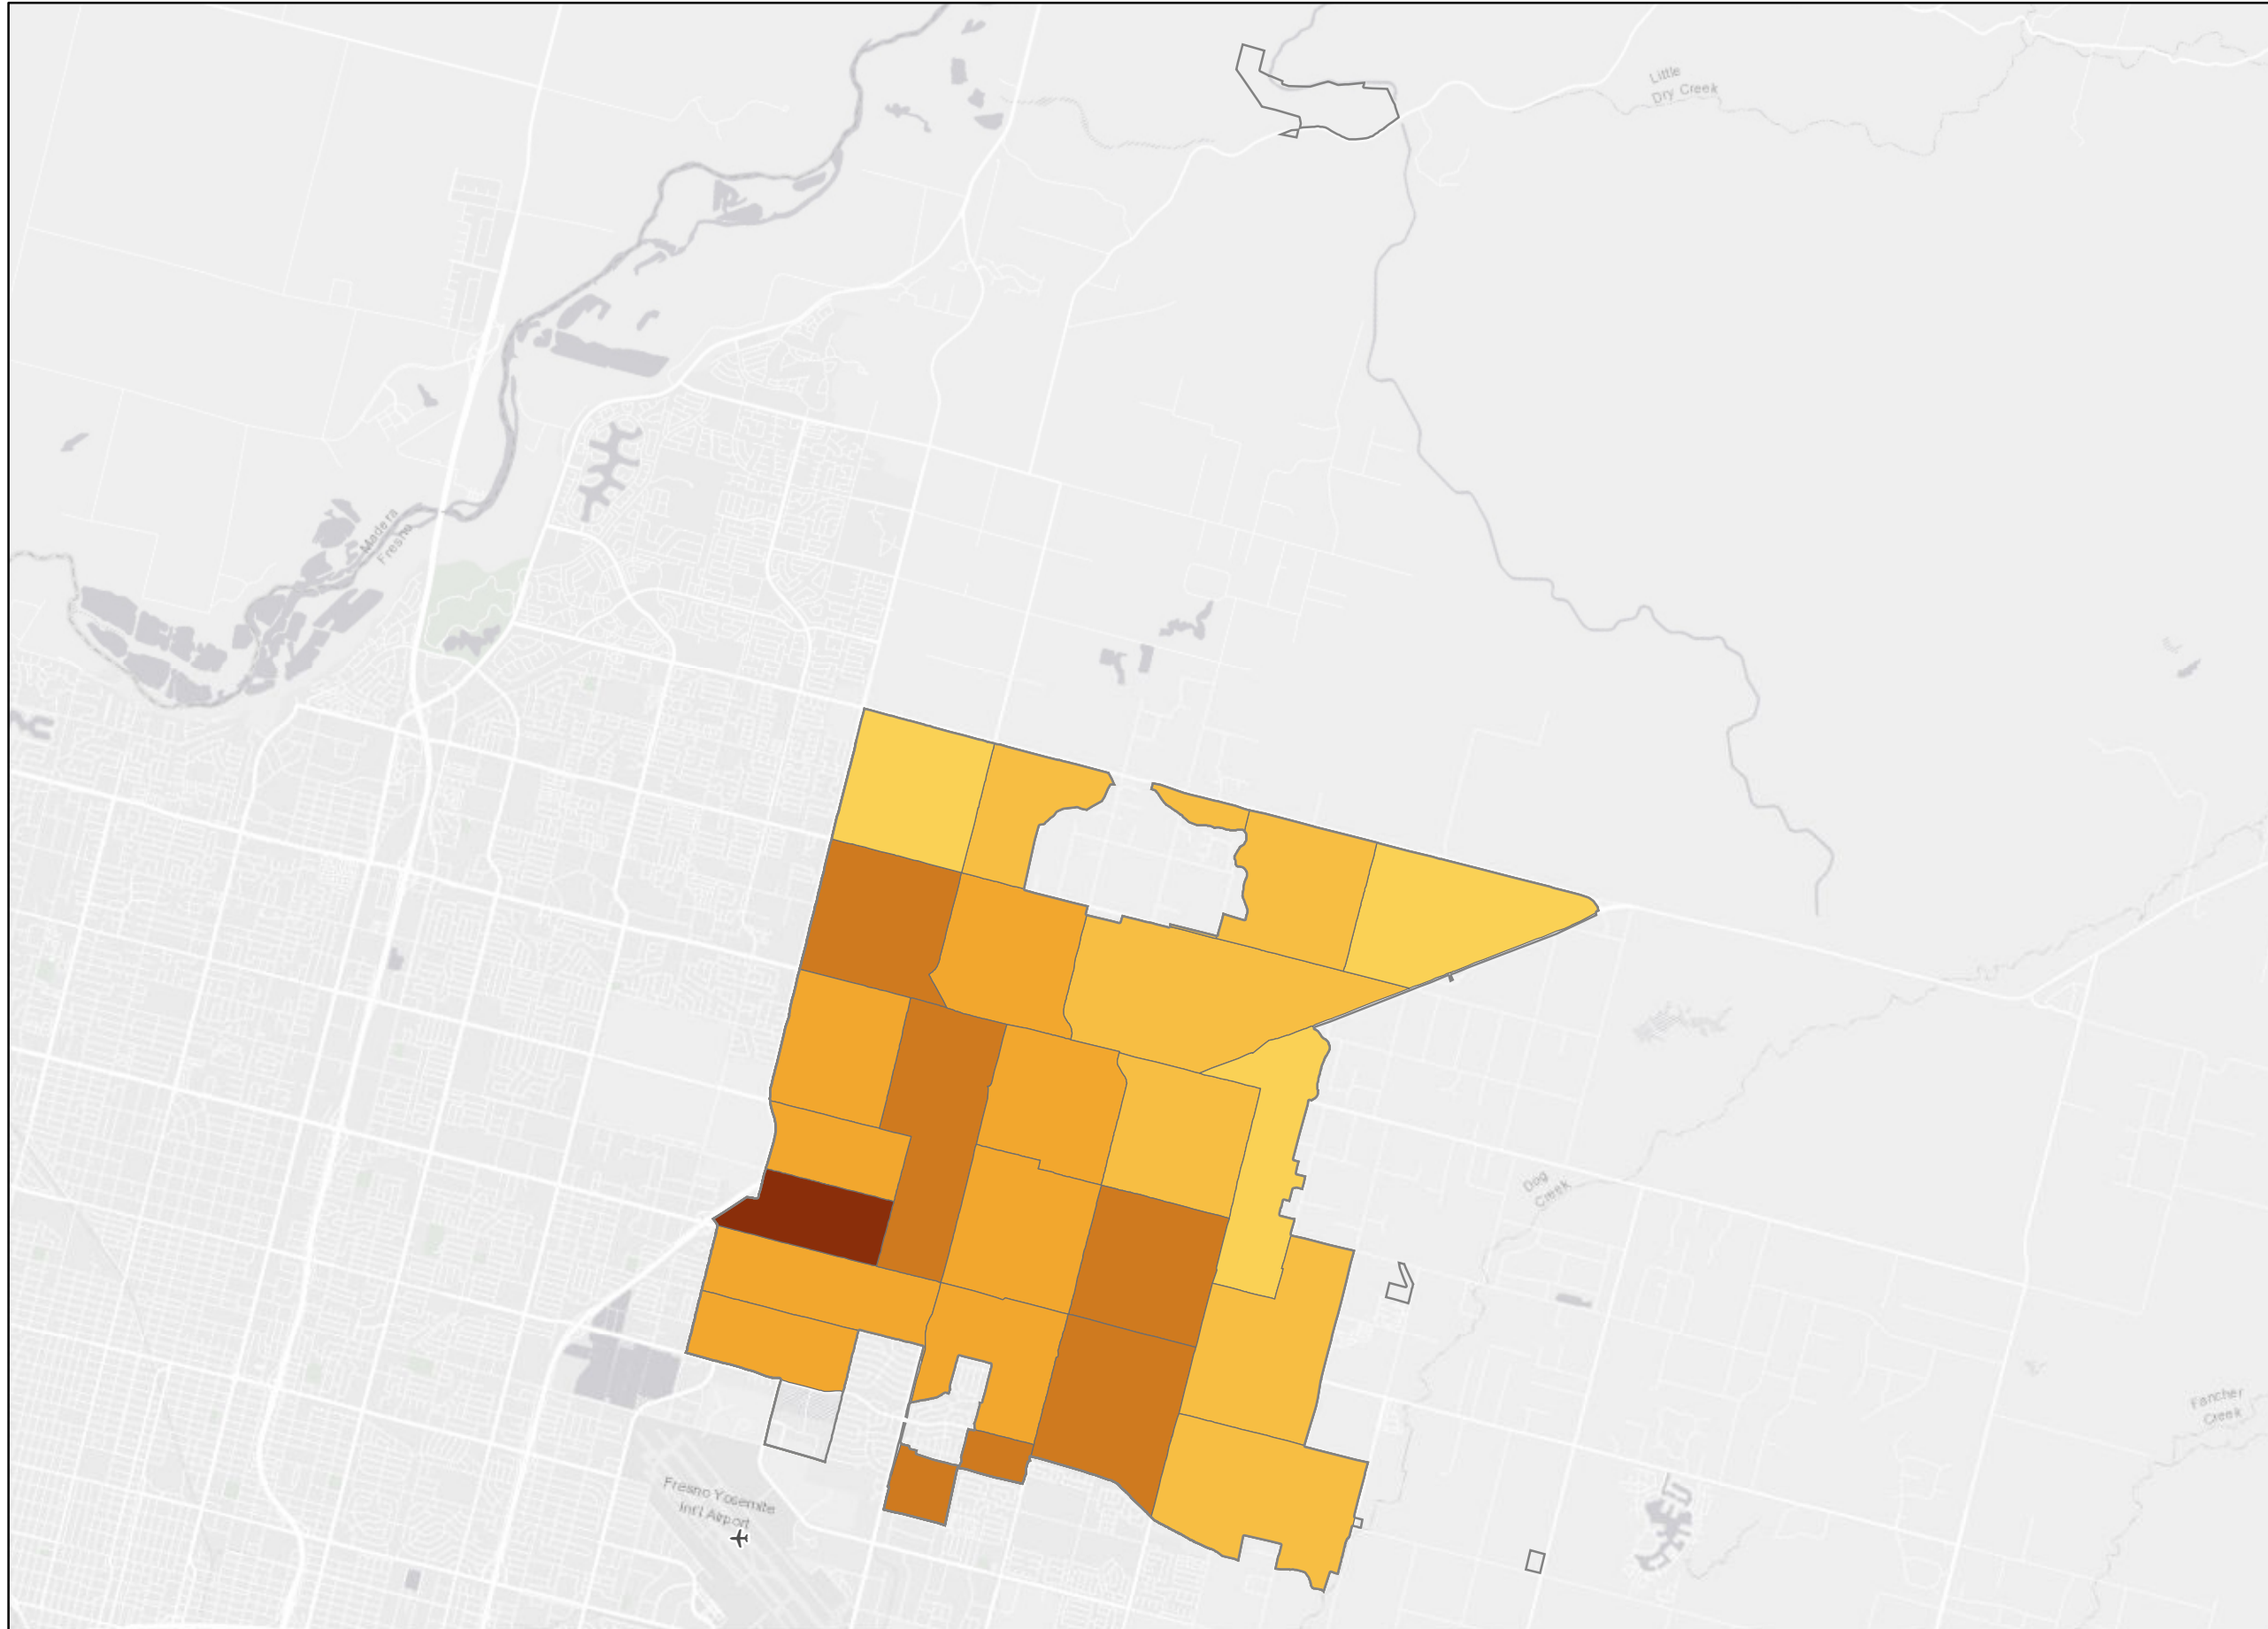 Little
Dry Creek
Madera
Fresno
Dog
Creek
Fancher
Creek
Fresno Yosemite
Int'l Airport